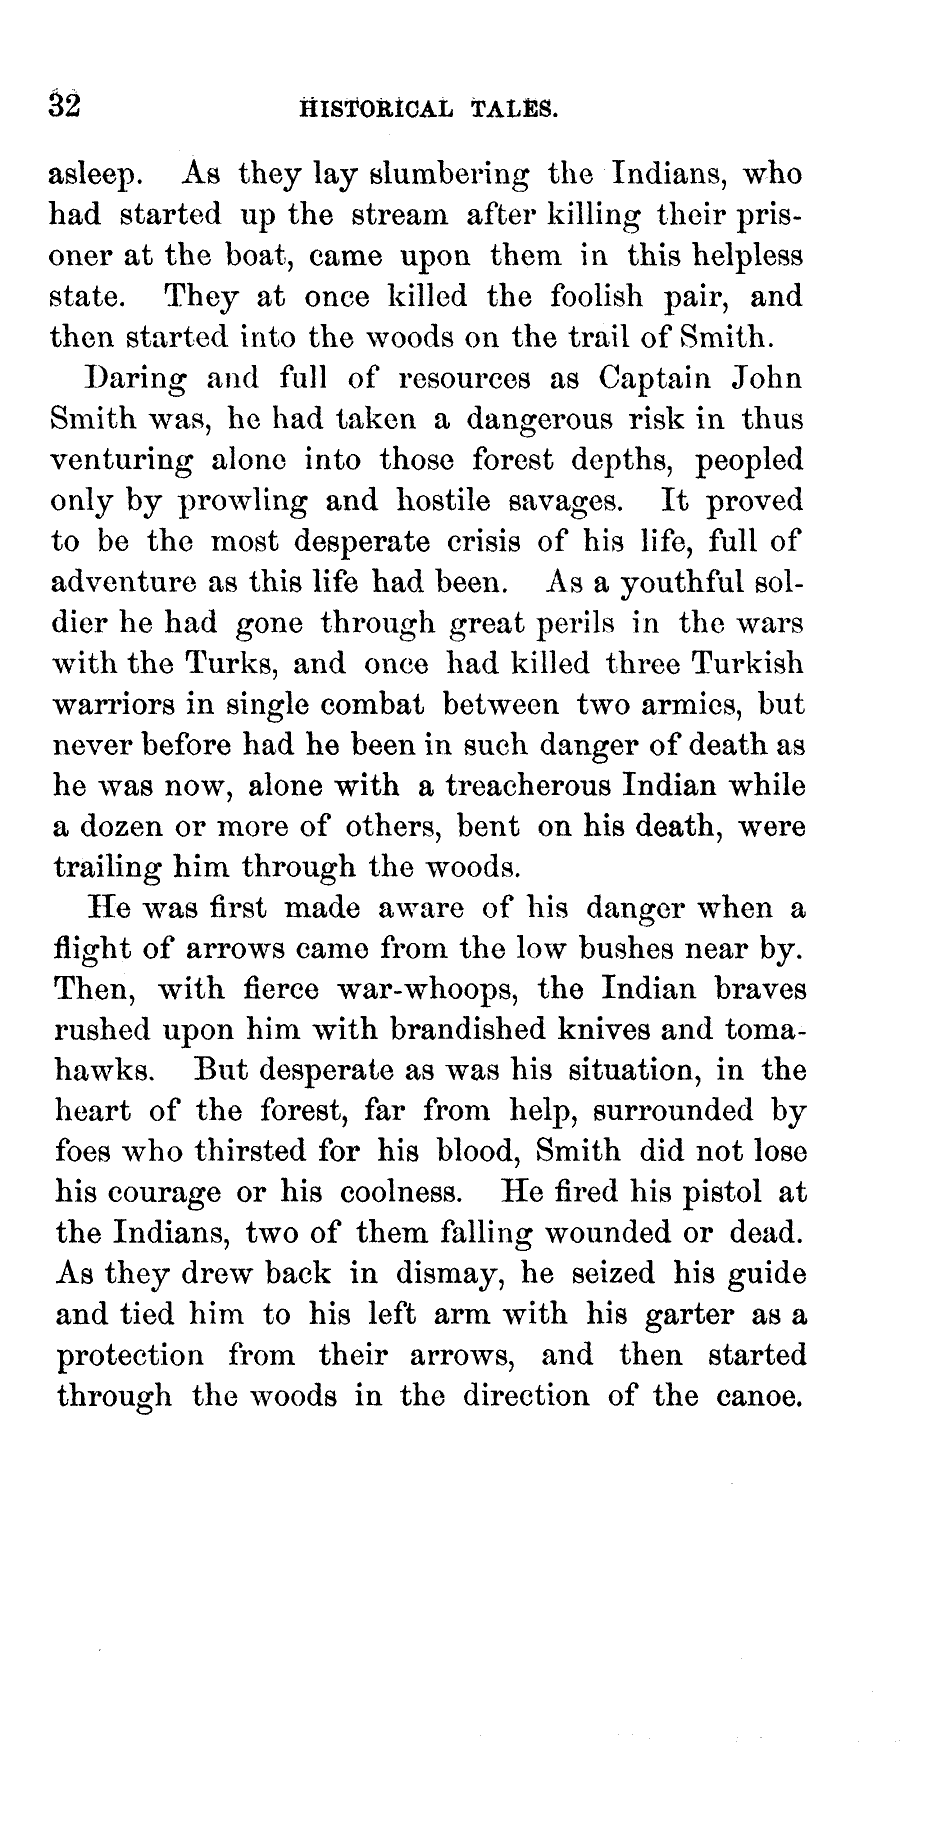 32 HISTORICAL TALES.
asleep. As they lay slumbering the Indians, who
had started up the stream after killing their pris-
oner at the boat, came upon them in this helpless
state. They at once killed the foolish pair, and
then started into the woods on the trail of Smith.
Daring and full of resources as Captain John
Smith was, he had taken a dangerous risk in thus
venturing alone into those forest depths, peopled
only by prowling and hostile savages. It proved
to be the most desperate crisis of his life, full of
adventure as this life had been. As a youthful sol-
dier he had gone through great perils in the wars
with the Turks, and once had killed three Turkish
warriors in single combat between two armies, but
never before had he been in such danger of death as
he was now, alone with a treacherous Indian while
a dozen or more of others, bent on his death, were
trailing him through the woods.
He was first made aware of his danger when a
flight of arrows came from the low bushes near by.
Then, with fierce war-whoops, the Indian braves
rushed upon him with brandished knives and toma-
hawks. But desperate as was his situation, in the
heart of the forest, far from help, surrounded by
foes who thirsted for his blood, Smith did not lose
his courage or his coolness. He fired his pistol at
the Indians, two of them falling wounded or dead.
As they drew back in dismay, he seized his guide
and tied him to his left arm with his garter as a
protection from their arrows, and then started
through the woods in the direction of the canoe.